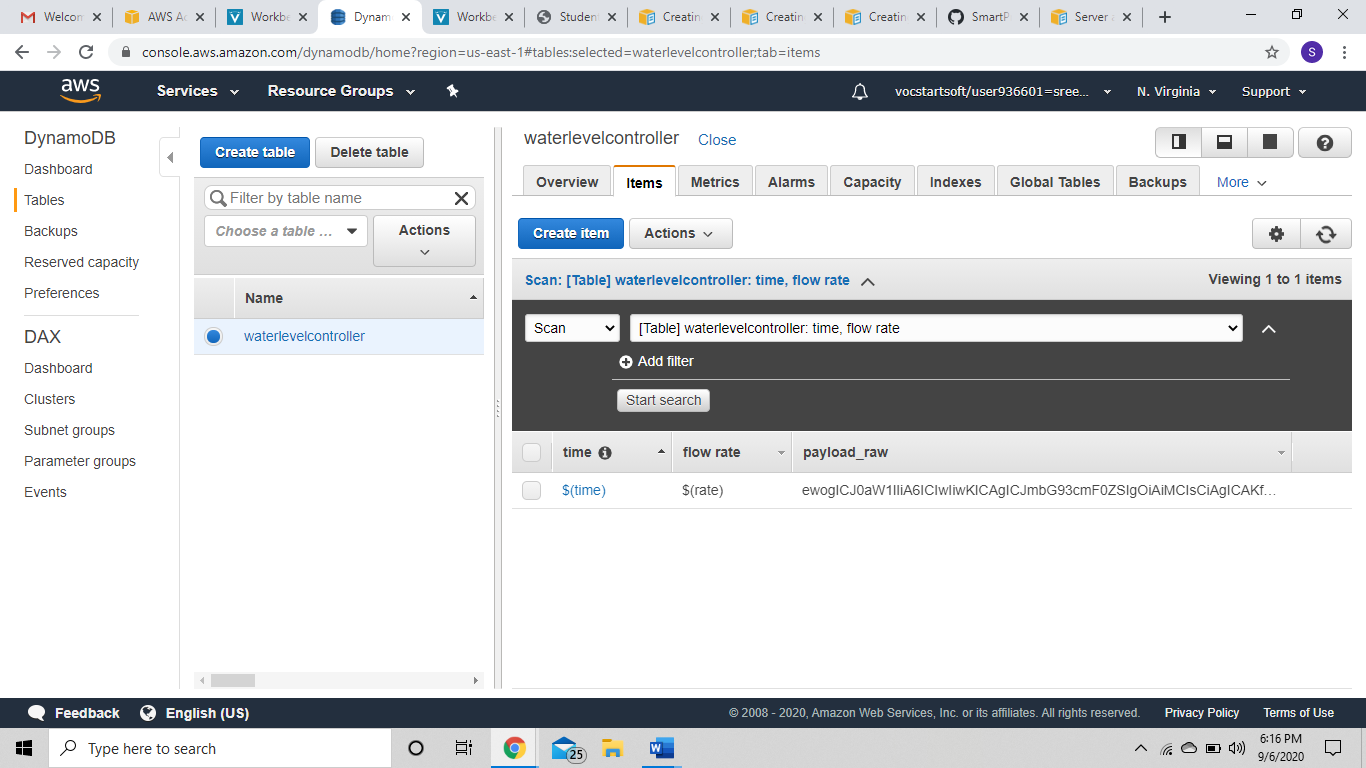 Welcom
AWS Ac
Workbe
Dynam
Workbe
Student
Creatin
Creatin
Creatin
SmartP
Server a
console.aws.amazon.com/dynamodb/home?region=us-east-1#tables:selected=waterlevelcontroller;tab=items
S
aws
Services
Resource Groups
vocstartsoft/user936601=sree...
N. Virginia
Support
DynamoDB
Dashboard
Tables
Backups
Reserved capacity
Preferences
DAX
Dashboard
Clusters
Subnet groups
Parameter groups
Events
Create table
Delete table
Filter by table name
Choose a table ...
Actions
Name
waterlevelcontroller
waterlevelcontroller
Close
Overview
Items
Metrics
Alarms
Capacity
Indexes
Global Tables
Backups
More
Create item
Actions
Scan: [Table] waterlevelcontroller: time, flow rate
Viewing 1 to 1 items
Scan
[Table] waterlevelcontroller: time, flow rate
Add filter
Start search
time
flow rate
payload_raw
$(time)
$(rate)
Feedback
English (US)
© 2008 - 2020, Amazon Web Services, Inc. or its affiliates. All rights reserved.
Privacy Policy
Terms of Use
Type here to search
25
6:16 PM
9/6/2020